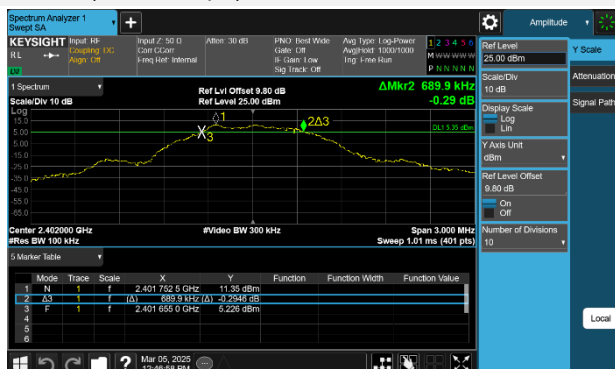 Spectrum Analyzer 1
Swept SA
Amplitude
KEYSIGHT
RL
Input: RF
Coupling: DC
Align: Off
Input Z: 50 Ω
Corr CCorr
Freq Ref: Internal
Atten: 30 dB
PNO: Best Wide
Gate: Off
IF Gain: Low
Sig Track: Off
Avg Type: Log-Power
Avg|Hold: 1000/1000
Trig: Free Run
1 2 3 4 5 6
M W W W W W
P N N N N N
1 Spectrum
Scale/Div 10 dB
Ref Lvl Offset 9.80 dB
Ref Level 25.00 dBm
ΔMkr2 689.9 kHz
-0.29 dB
Log
15.0
5.00
-5.00
-15.0
-25.0
-35.0
-45.0
-55.0
-65.0
1
2Δ3
3
DL1 5.35 dBm
Center 2.402000 GHz
#Res BW 100 kHz
#Video BW 300 kHz
Span 3.000 MHz
Sweep 1.01 ms (401 pts)
5 Marker Table
Mode Trace Scale X Y Function Function Width Function Value
1 N 1 f 2.401 752 5 GHz 11.35 dBm
2 Δ3 1 f (Δ) 689.9 kHz (Δ) -0.2946 dB
3 F 1 f 2.401 655 0 GHz 5.226 dBm
4
5
6
Mar 05, 2025
12:46:58 PM
Ref Level
25.00 dBm
Scale/Div
10 dB
Display Scale
Log
Lin
Y Axis Unit
dBm
Ref Level Offset
9.80 dB
On
Off
Number of Divisions
10
Y Scale
Attenuation
Signal Path
Local